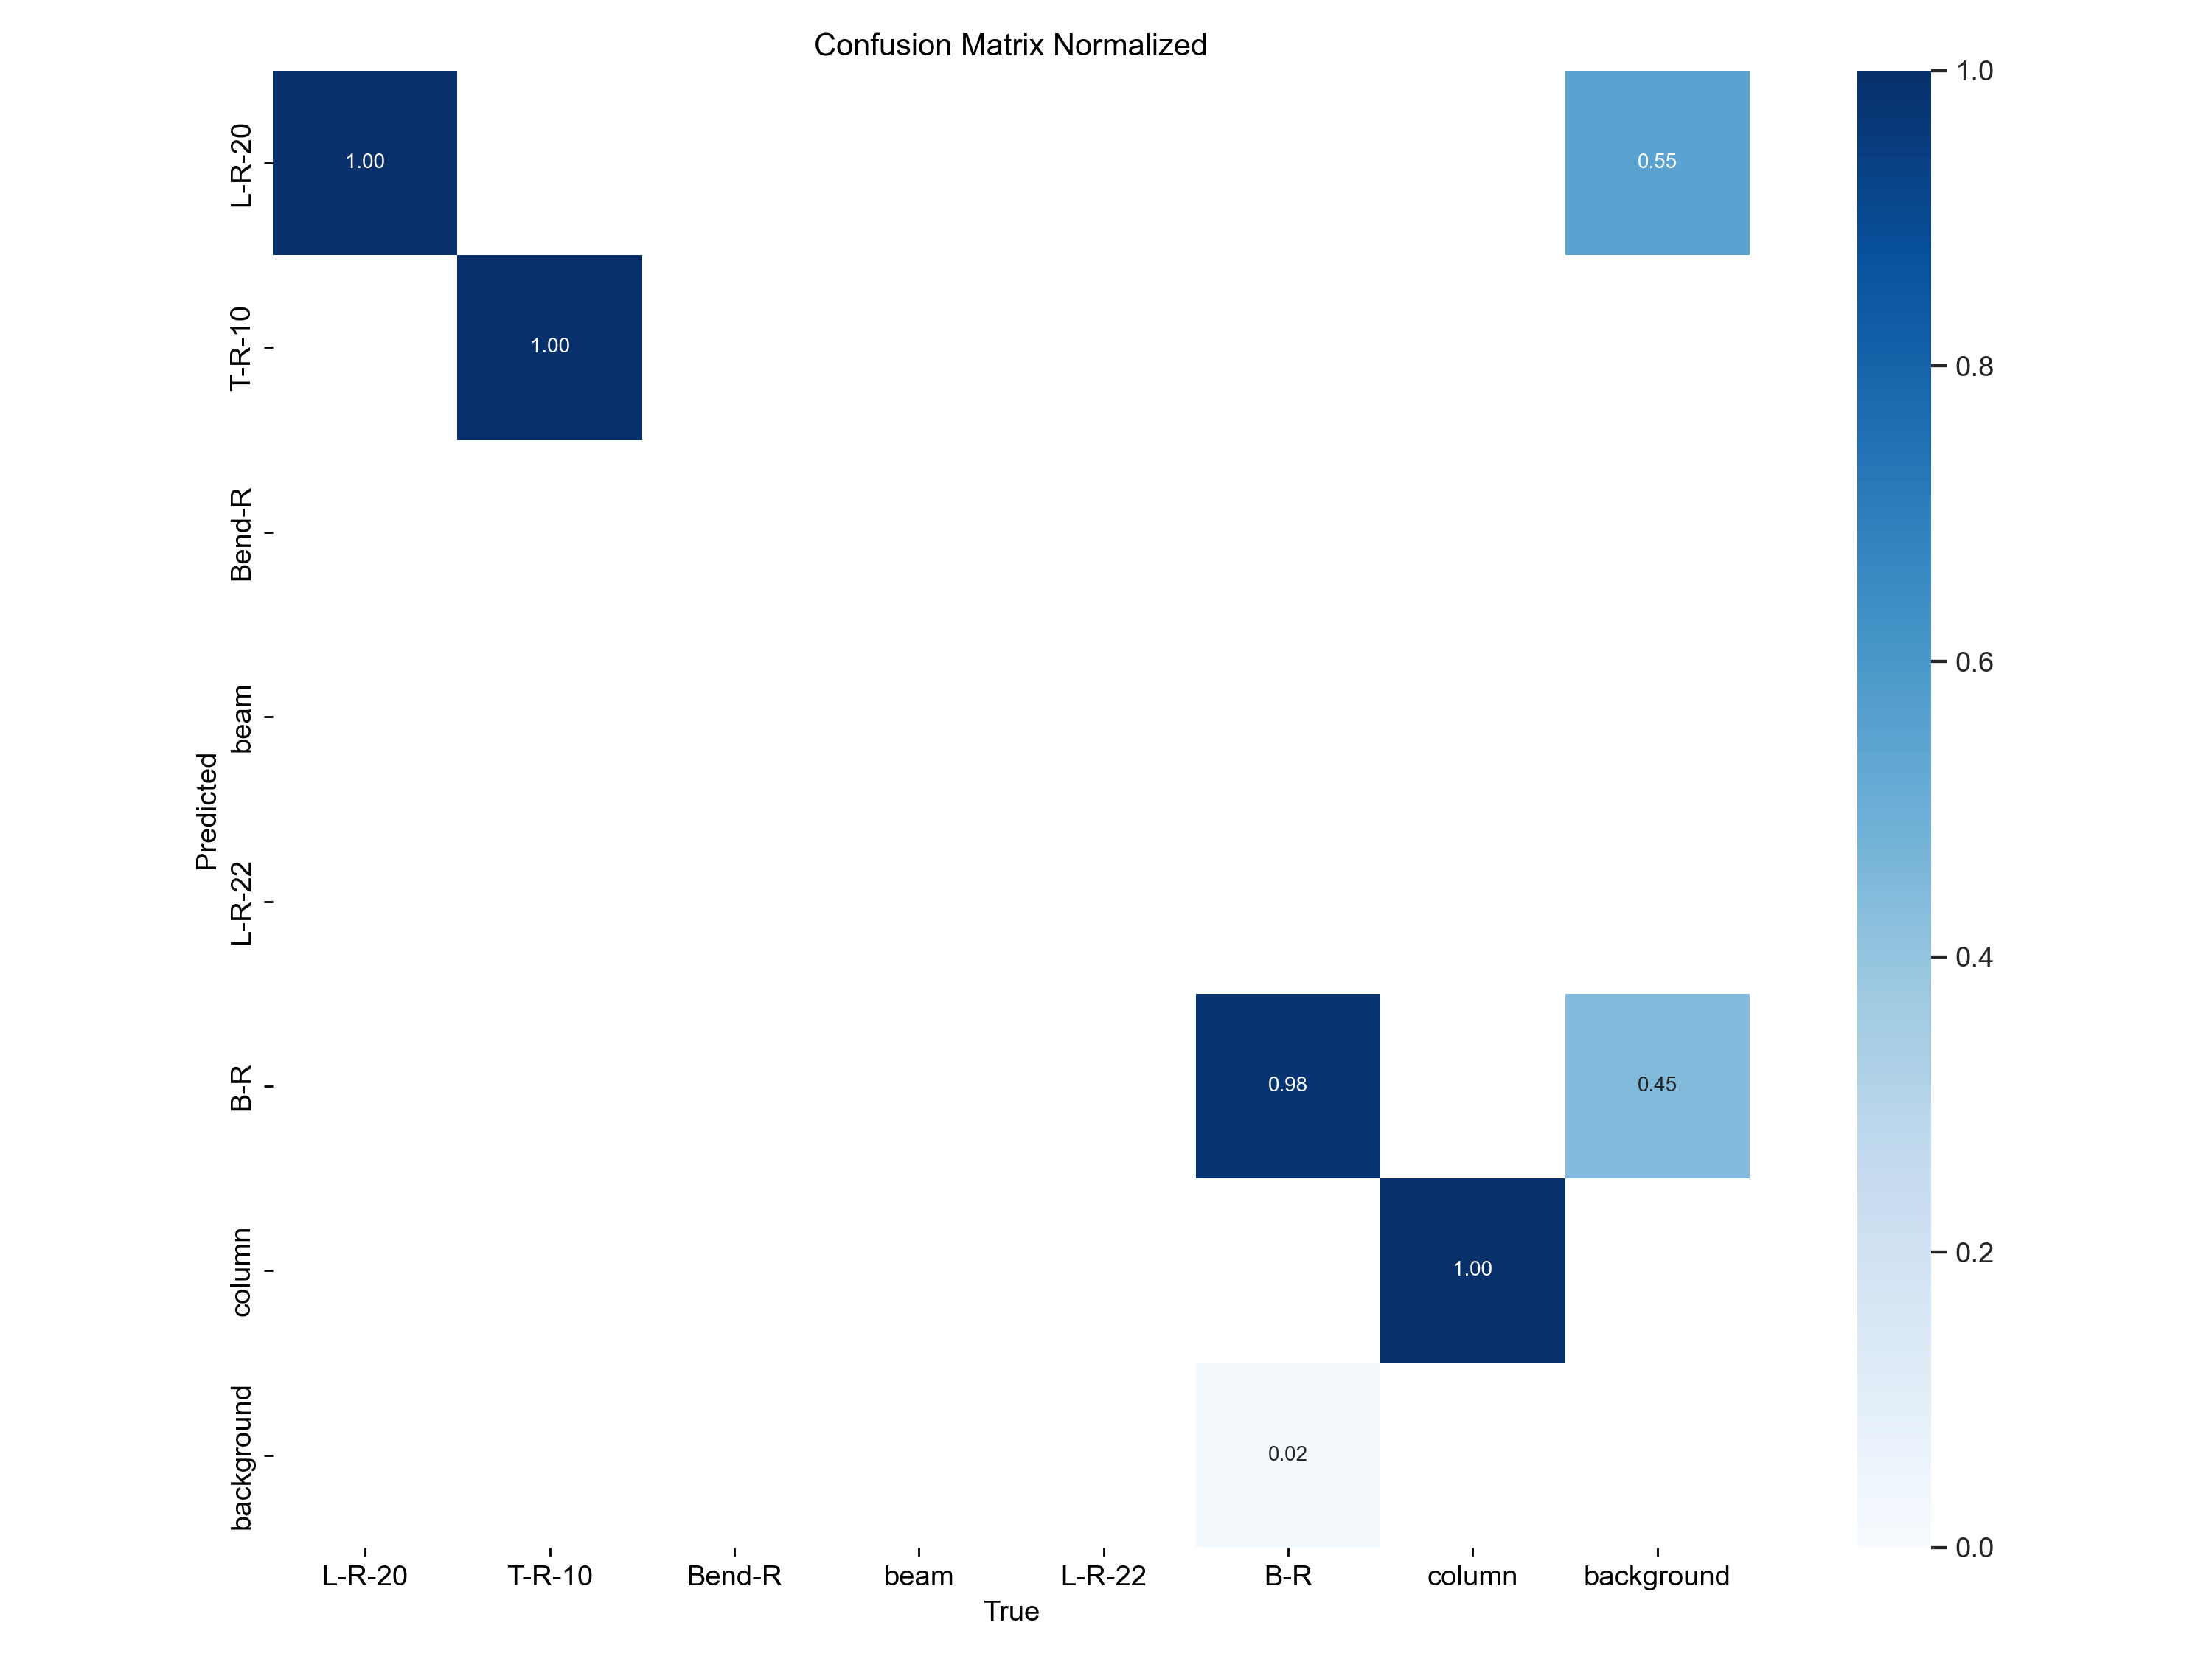 Confusion Matrix Normalized
L-R-20
1.00
0.55
T-R-10
1.00
Bend-R
beam
L-R-22
B-R
0.98
0.45
column
1.00
background
0.02
Predicted
L-R-20 T-R-10 Bend-R beam L-R-22 B-R column background
True
1.0
0.8
0.6
0.4
0.2
0.0